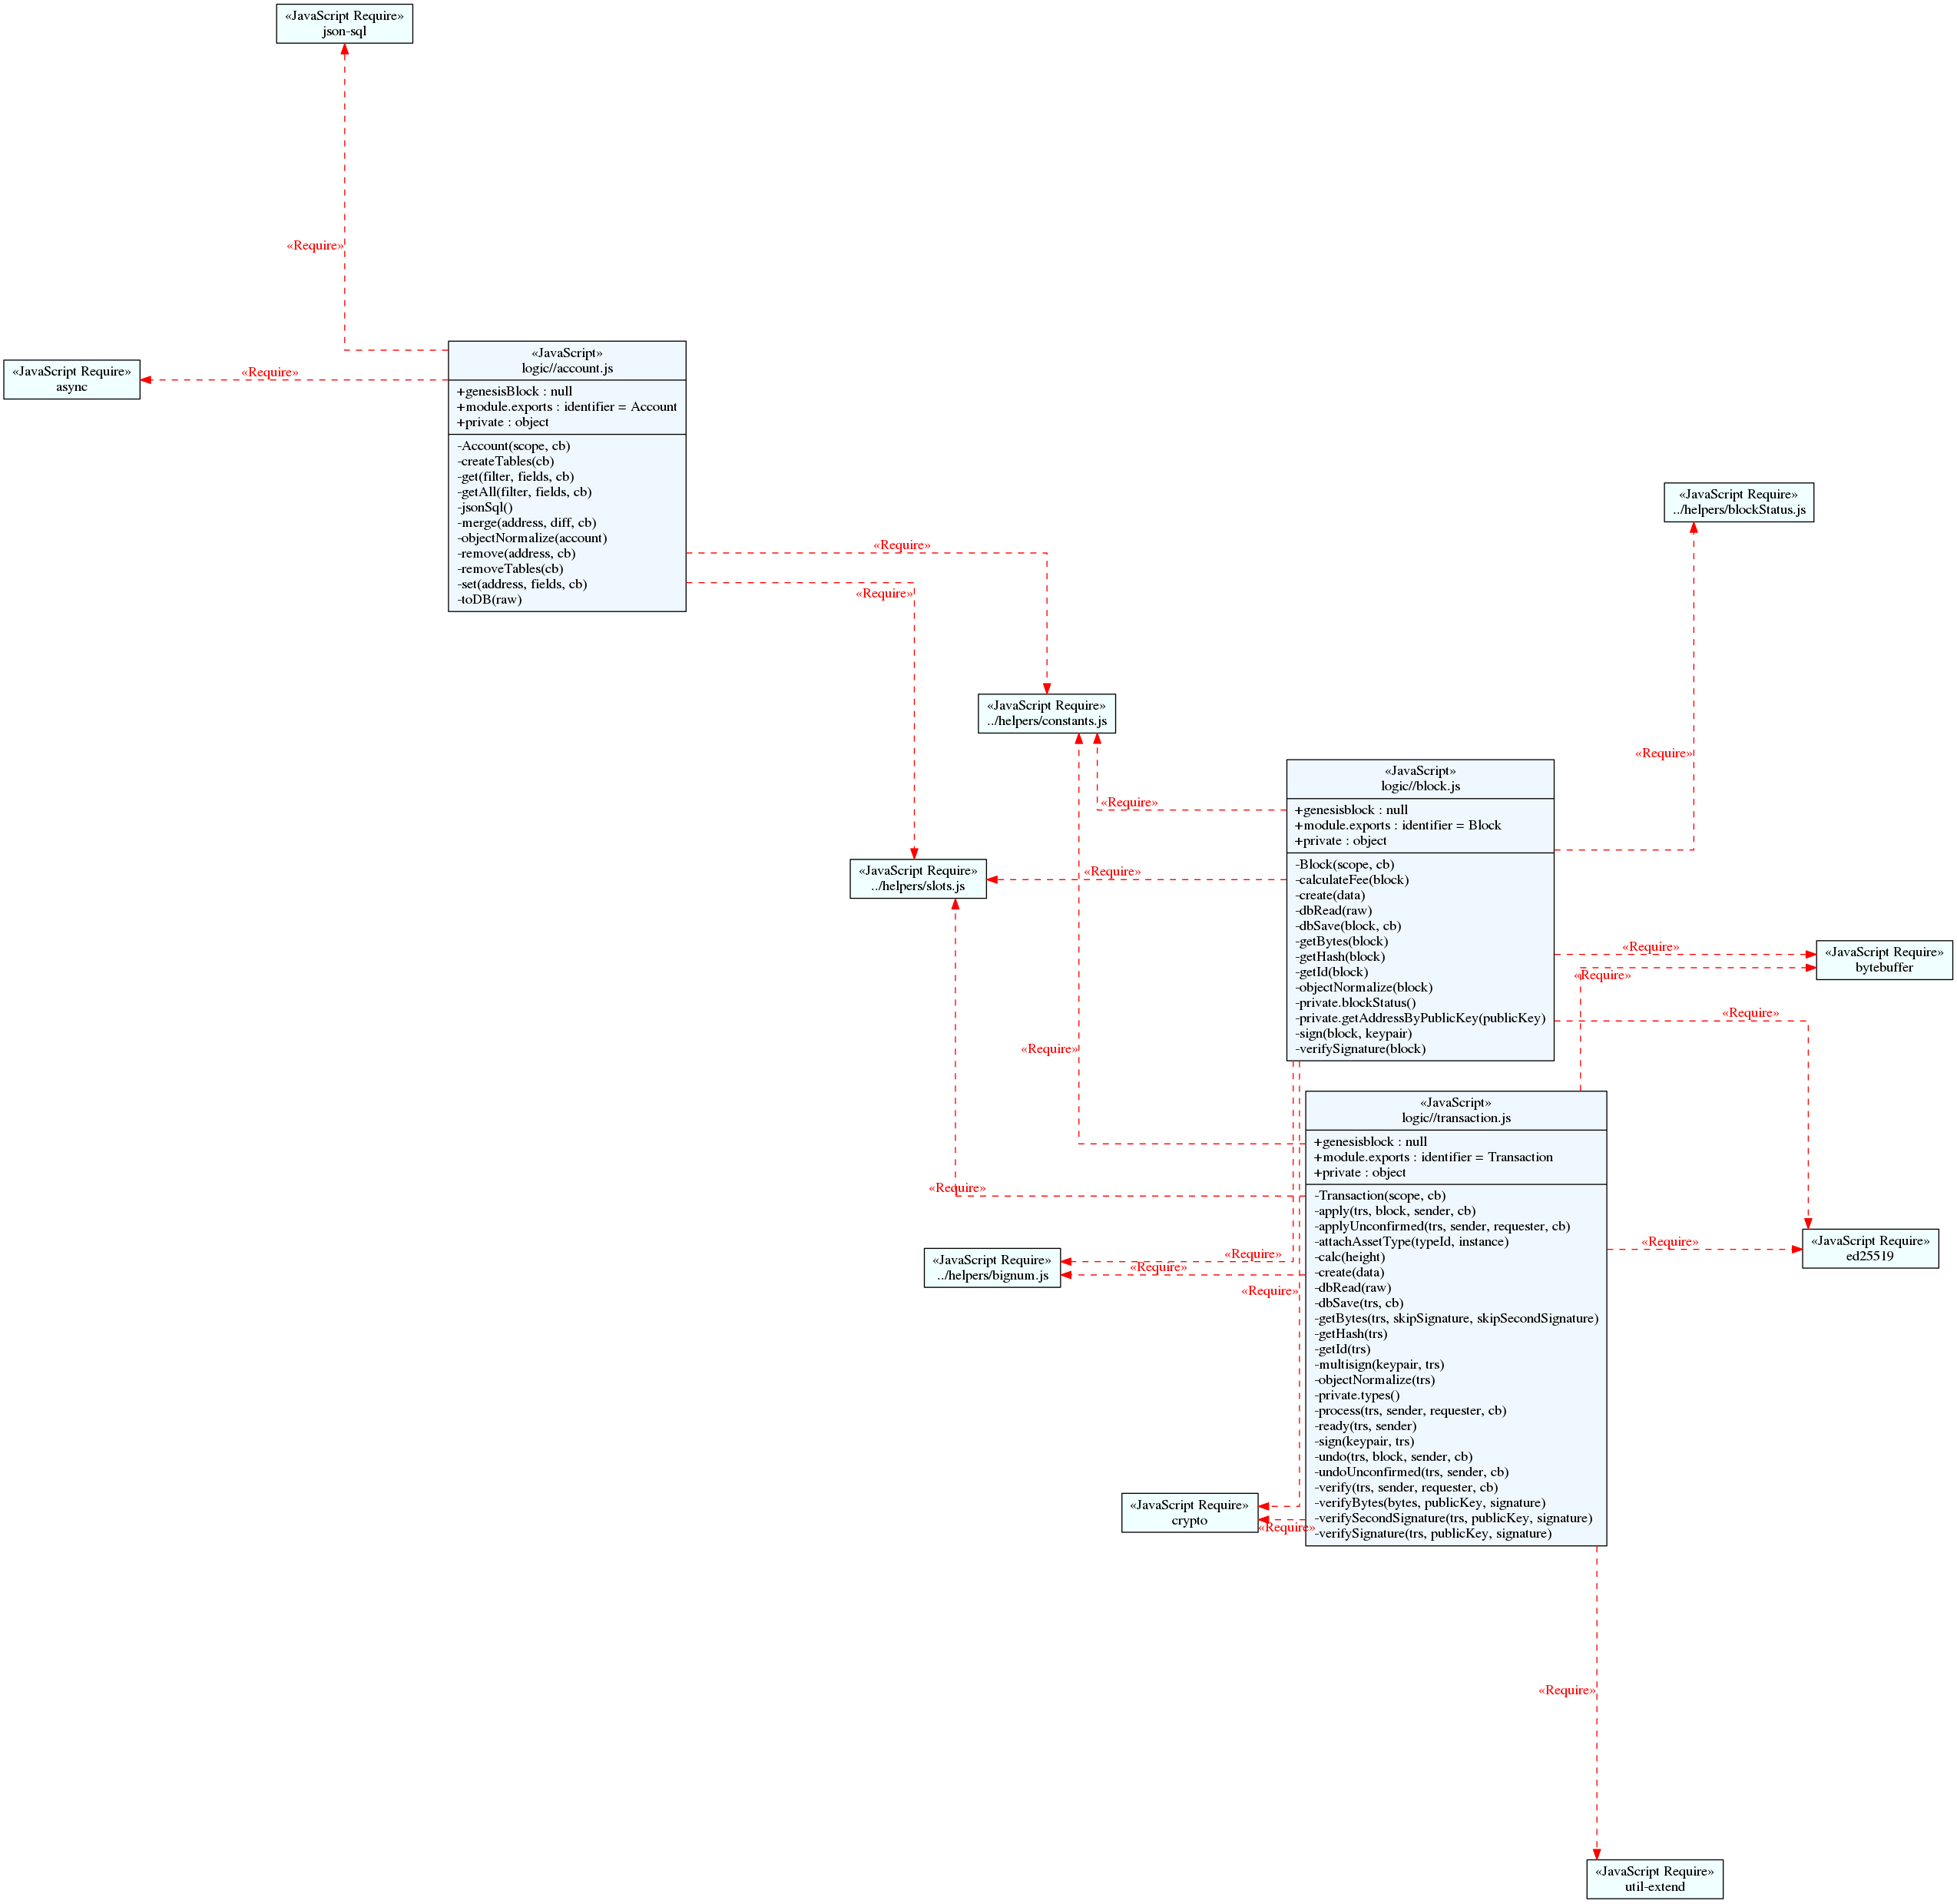 «JavaScript Require»
json-sql
«Require»
«JavaScript Require»
async
«Require»
«JavaScript»
logic//account.js
+genesisBlock : null
+module.exports : identifier = Account
+private : object
-Account(scope, cb)
-createTables(cb)
-get(filter, fields, cb)
-getAll(filter, fields, cb)
-jsonSql()
-merge(address, diff, cb)
-objectNormalize(account)
-remove(address, cb)
-removeTables(cb)
-set(address, fields, cb)
-toDB(raw)
«Require»
«Require»
«JavaScript Require»
../helpers/blockStatus.js
«JavaScript Require»
../helpers/constants.js
«Require»
«Require»
«JavaScript»
logic//block.js
+genesisblock : null
+module.exports : identifier = Block
+private : object
-Block(scope, cb)
-calculateFee(block)
-create(data)
-dbRead(raw)
-dbSave(block, cb)
-getBytes(block)
-getHash(block)
-getId(block)
-objectNormalize(block)
-private.blockStatus()
-private.getAddressByPublicKey(publicKey)
-sign(block, keypair)
-verifySignature(block)
«JavaScript Require»
../helpers/slots.js
«Require»
«Require»
«Require»
«JavaScript Require»
bytebuffer
«Require»
«Require»
«JavaScript»
logic//transaction.js
+genesisblock : null
+module.exports : identifier = Transaction
+private : object
-Transaction(scope, cb)
-apply(trs, block, sender, cb)
-applyUnconfirmed(trs, sender, requester, cb)
-attachAssetType(typeId, instance)
-calc(height)
-create(data)
-dbRead(raw)
-dbSave(trs, cb)
-getBytes(trs, skipSignature, skipSecondSignature)
-getHash(trs)
-getId(trs)
-multisign(keypair, trs)
-objectNormalize(trs)
-private.types()
-process(trs, sender, requester, cb)
-ready(trs, sender)
-sign(keypair, trs)
-undo(trs, block, sender, cb)
-undoUnconfirmed(trs, sender, cb)
-verify(trs, sender, requester, cb)
-verifyBytes(bytes, publicKey, signature)
-verifySecondSignature(trs, publicKey, signature)
-verifySignature(trs, publicKey, signature)
«Require»
«Require»
«JavaScript Require»
ed25519
«JavaScript Require»
../helpers/bignum.js
«Require»
«Require»
«Require»
«JavaScript Require»
crypto
«Require»
«Require»
«JavaScript Require»
util-extend